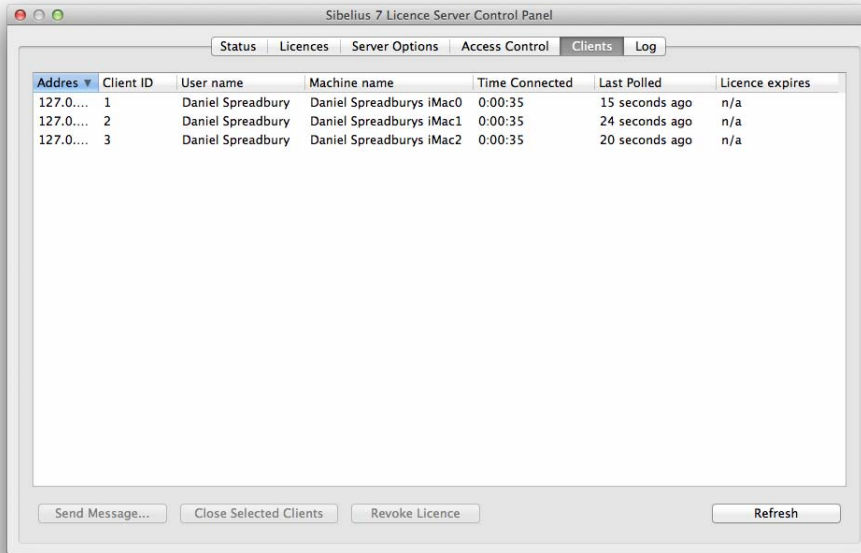 Sibelius 7 Licence Server Control Panel
Status Licences Server Options Access Control Clients Log
Addres Client ID User name Machine name Time Connected Last Polled Licence expires
127.0.... 1 Daniel Spreadbury Daniel Spreadburys iMac0 0:00:35 15 seconds ago n/a
127.0.... 2 Daniel Spreadbury Daniel Spreadburys iMac1 0:00:35 24 seconds ago n/a
127.0.... 3 Daniel Spreadbury Daniel Spreadburys iMac2 0:00:35 20 seconds ago n/a
Send Message... Close Selected Clients Revoke Licence Refresh